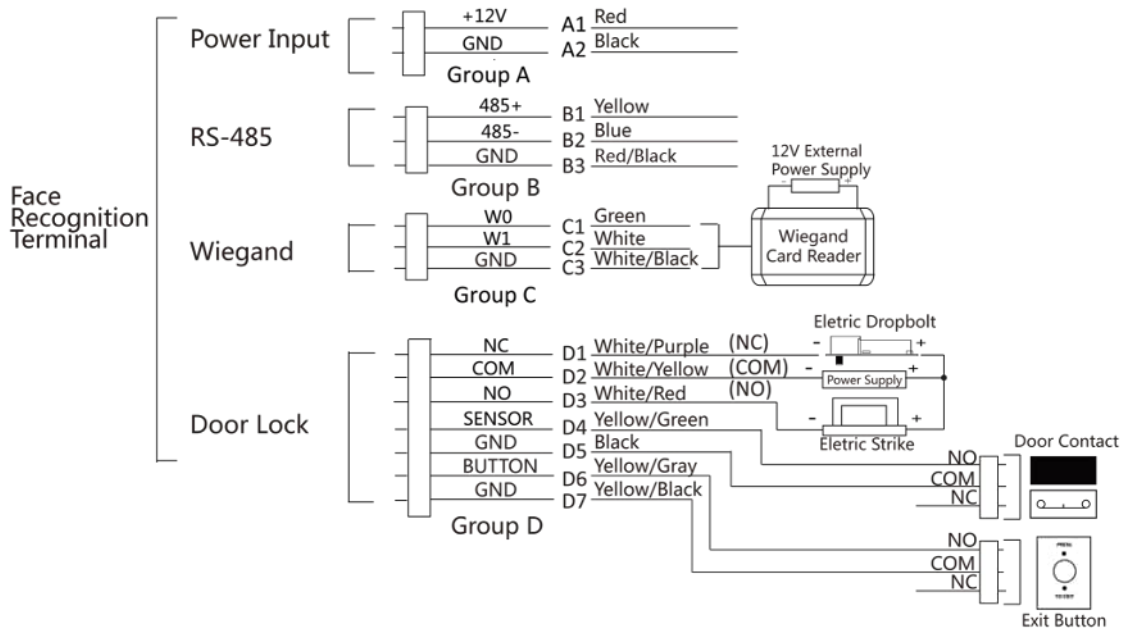 Face
Recognition
Terminal
Power Input
+12V A1 Red
GND A2 Black
Group A
RS-485
485+ B1 Yellow
485- B2 Blue
GND B3 Red/Black
Group B
12V External
Power Supply
- +
Wiegand
W0 C1 Green
W1 C2 White
GND C3 White/Black
Group C
Wiegand
Card Reader
Door Lock
NC D1 White/Purple (NC)
COM D2 White/Yellow (COM)
NO D3 White/Red (NO)
SENSOR D4 Yellow/Green
GND D5 Black
BUTTON D6 Yellow/Gray
GND D7 Yellow/Black
Group D
Eletric Dropbolt
- +
- Power Supply +
- +
Eletric Strike
Door Contact
NO
COM
NC
NO
COM
NC
PRESS
TO EXIT
Exit Button